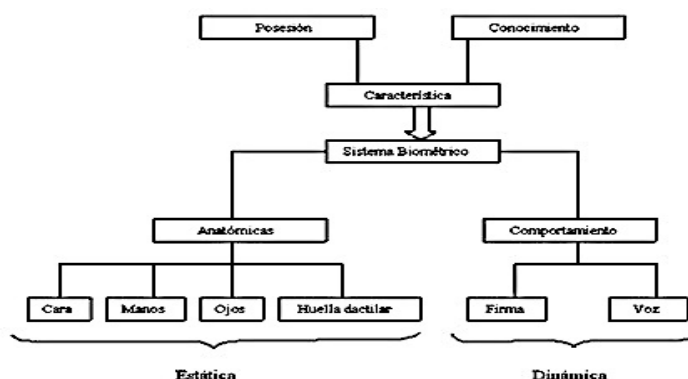 Posesión
Conocimiento
Característica
Sistema Biométrico
Anatómicas
Comportamiento
Cara
Manos
Ojos
Huella dactilar
Firma
Voz
Estática
Dinámica